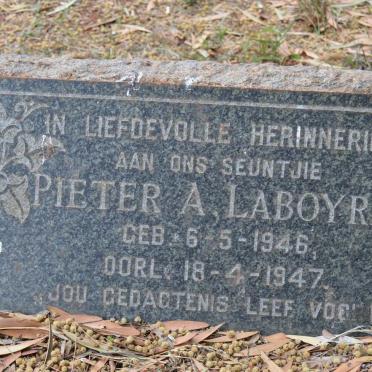 IN LIEFDEVOLLE HERINNERI
AAN ONS SEUNTJIE
PIETER A. LABOYR
GEB 6-5-1946,
OORL. 18-4-1947.
JOU GEDAGTENIS LEEF VOO